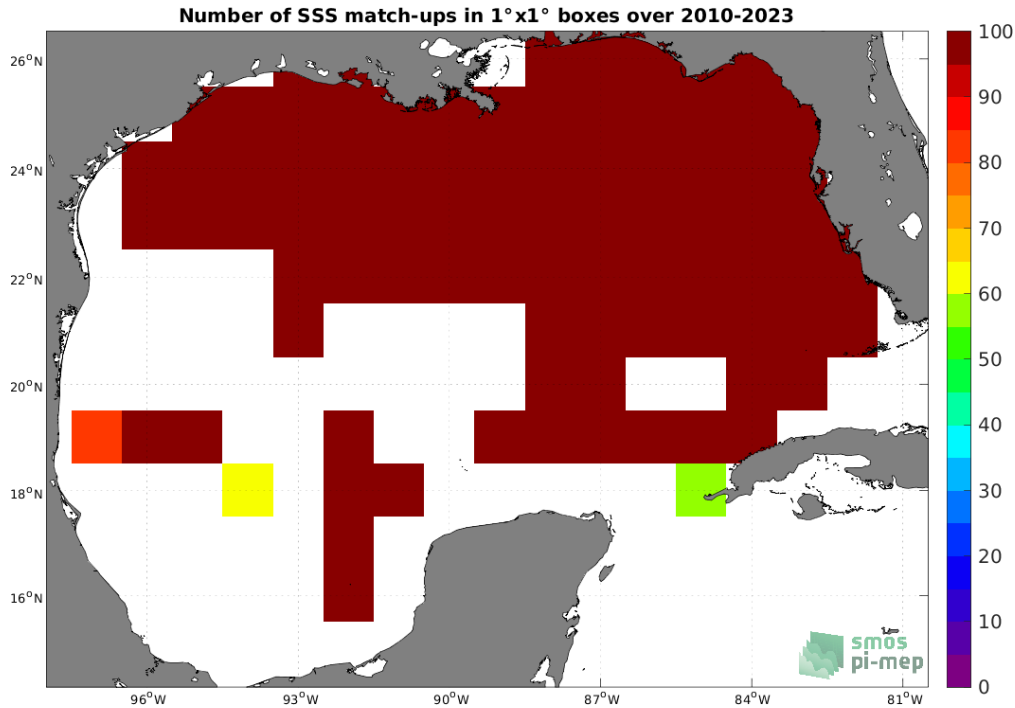 Number of SSS match-ups in 1°x1° boxes over 2010-2023
26°N
24°N
22°N
20°N
18°N
16°N
96°W
93°W
90°W
87°W
84°W
81°W
100
90
80
70
60
50
40
30
20
10
0
smos
pi-mep